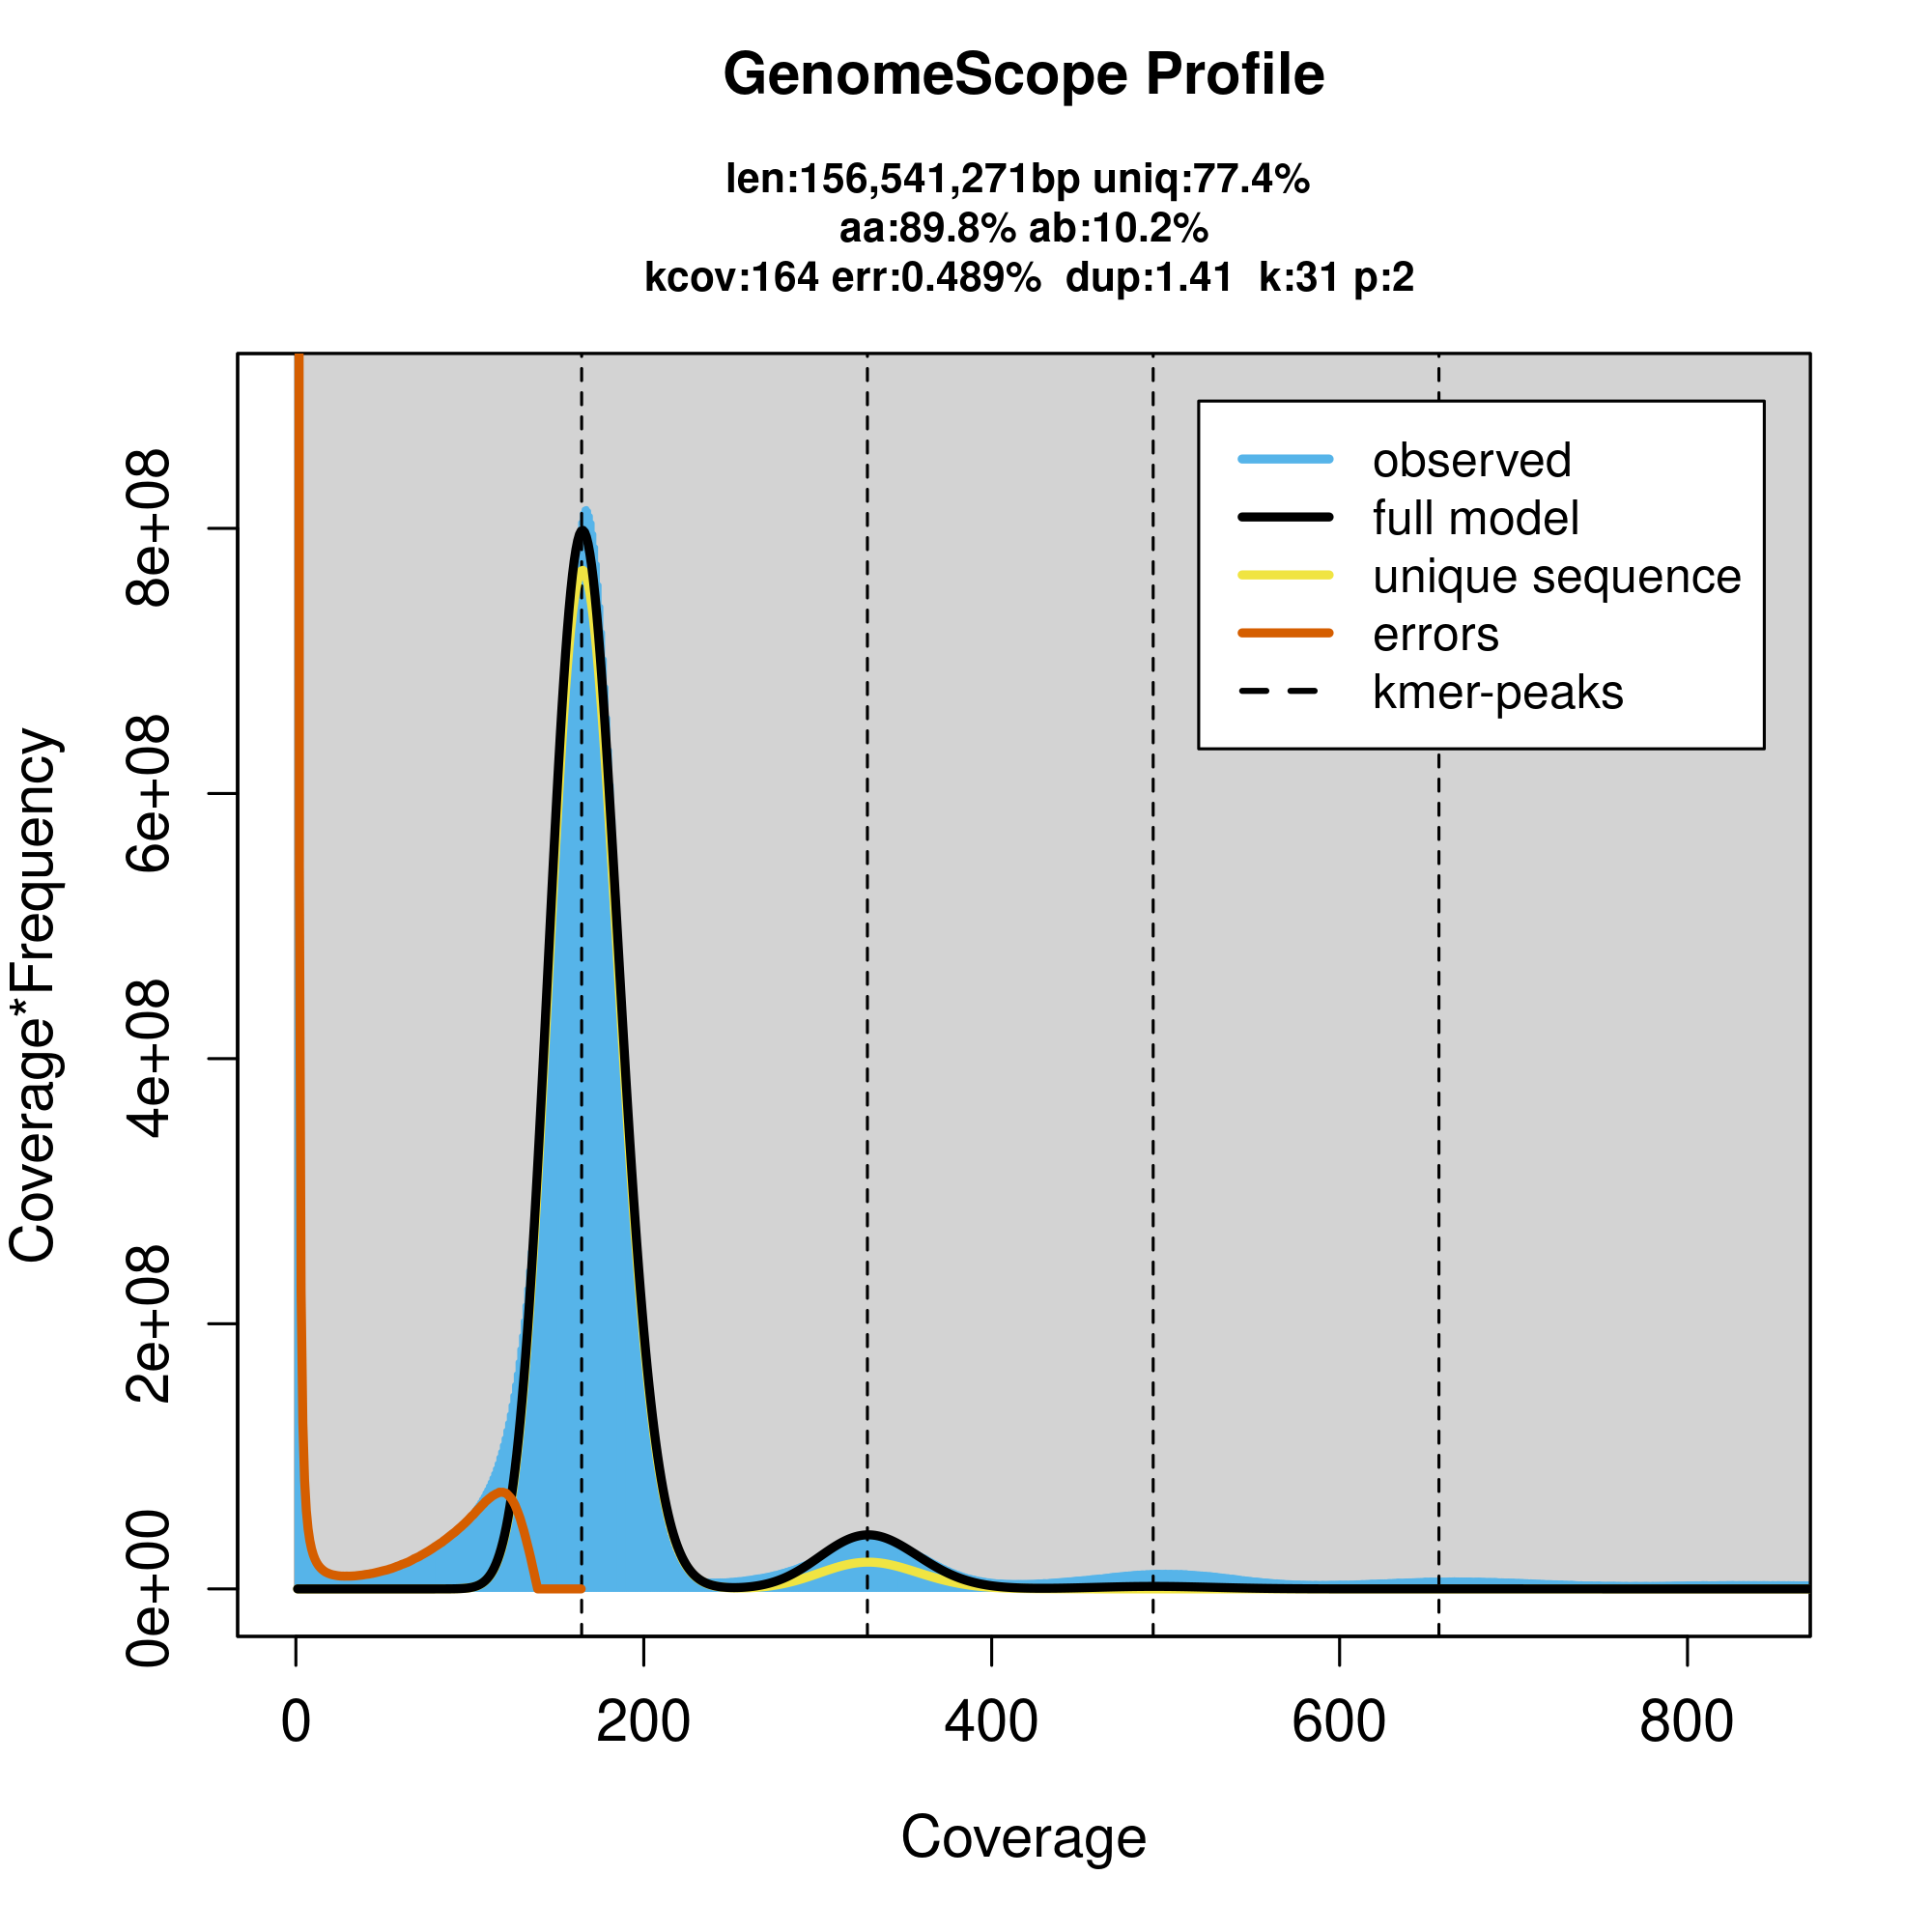 GenomeScope Profile
len:156,541,271bp uniq:77.4%
aa:89.8% ab:10.2%
kcov:164 err:0.489% dup:1.41 k:31 p:2
observed
full model
unique sequence
errors
kmer-peaks
Coverage*Frequency
8e+08
6e+08
4e+08
2e+08
0e+00
0 200 400 600 800
Coverage